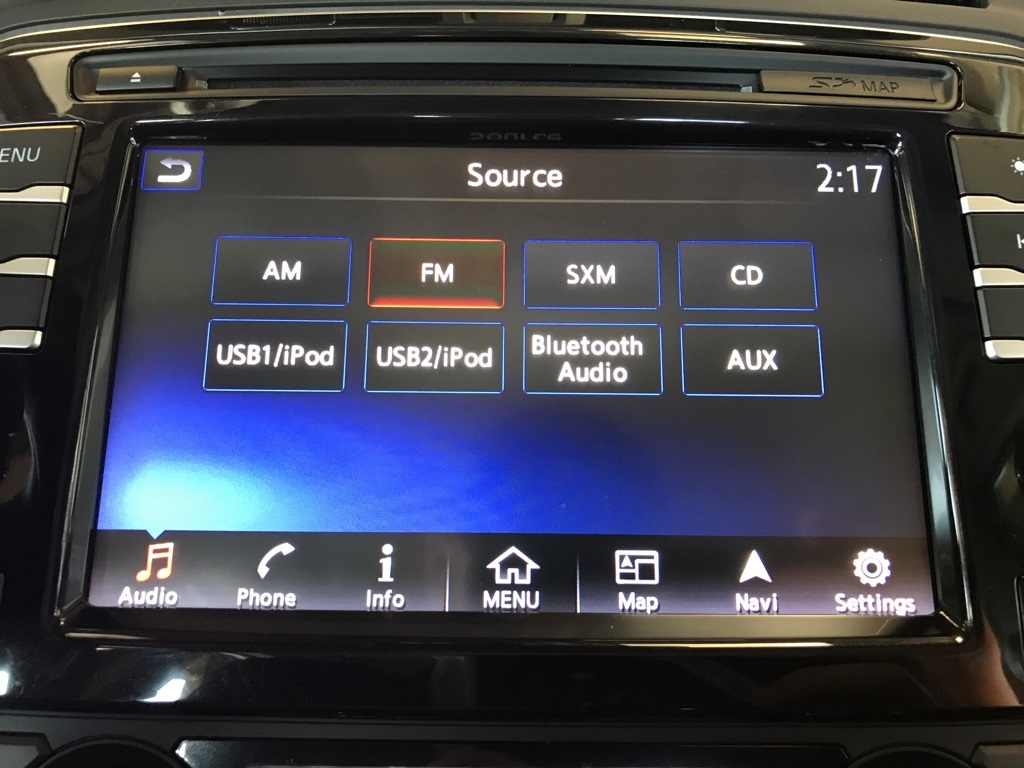 MAP
ENU
Source
2:17
AM
FM
SXM
CD
USB1/iPod
USB2/iPod
Bluetooth
Audio
AUX
Audio
Phone
Info
MENU
Map
Navi
Settings